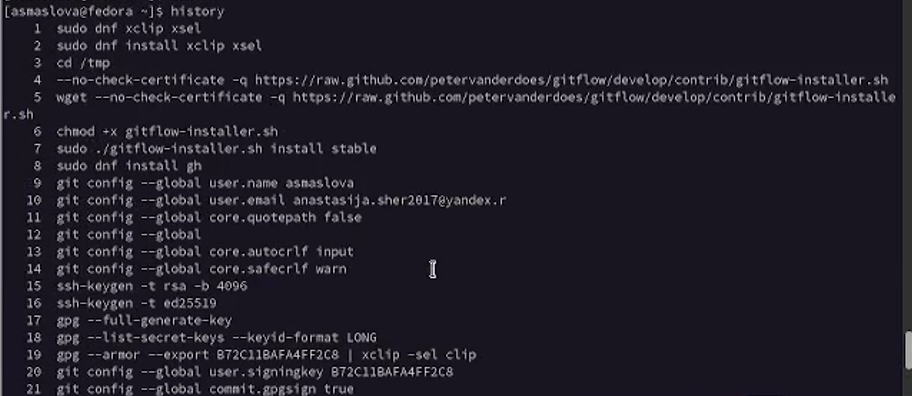 [asmaslova@fedora ~]$ history
1 sudo dnf xclip xsel
2 sudo dnf install xclip xsel
3 cd /tmp
4 --no-check-certificate -q https://raw.github.com/petervanderdoes/gitflow/develop/contrib/gitflow-installer.sh
5 wget --no-check-certificate -q https://raw.github.com/petervanderdoes/gitflow/develop/contrib/gitflow-installe
r.sh
6 chmod +x gitflow-installer.sh
7 sudo ./gitflow-installer.sh install stable
8 sudo dnf install gh
9 git config --global user.name asmaslova
10 git config --global user.email anastasija.sher2017@yandex.r
11 git config --global core.quotepath false
12 git config --global
13 git config --global core.autocrlf input
14 git config --global core.safecrlf warn
15 ssh-keygen -t rsa -b 4096
16 ssh-keygen -t ed25519
17 gpg --full-generate-key
18 gpg --list-secret-keys --keyid-format LONG
19 gpg --armor --export B72C11BAFA4FF2C8 | xclip -sel clip
20 git config --global user.signingkey B72C11BAFA4FF2C8
21 git config --global commit.gpgsign true